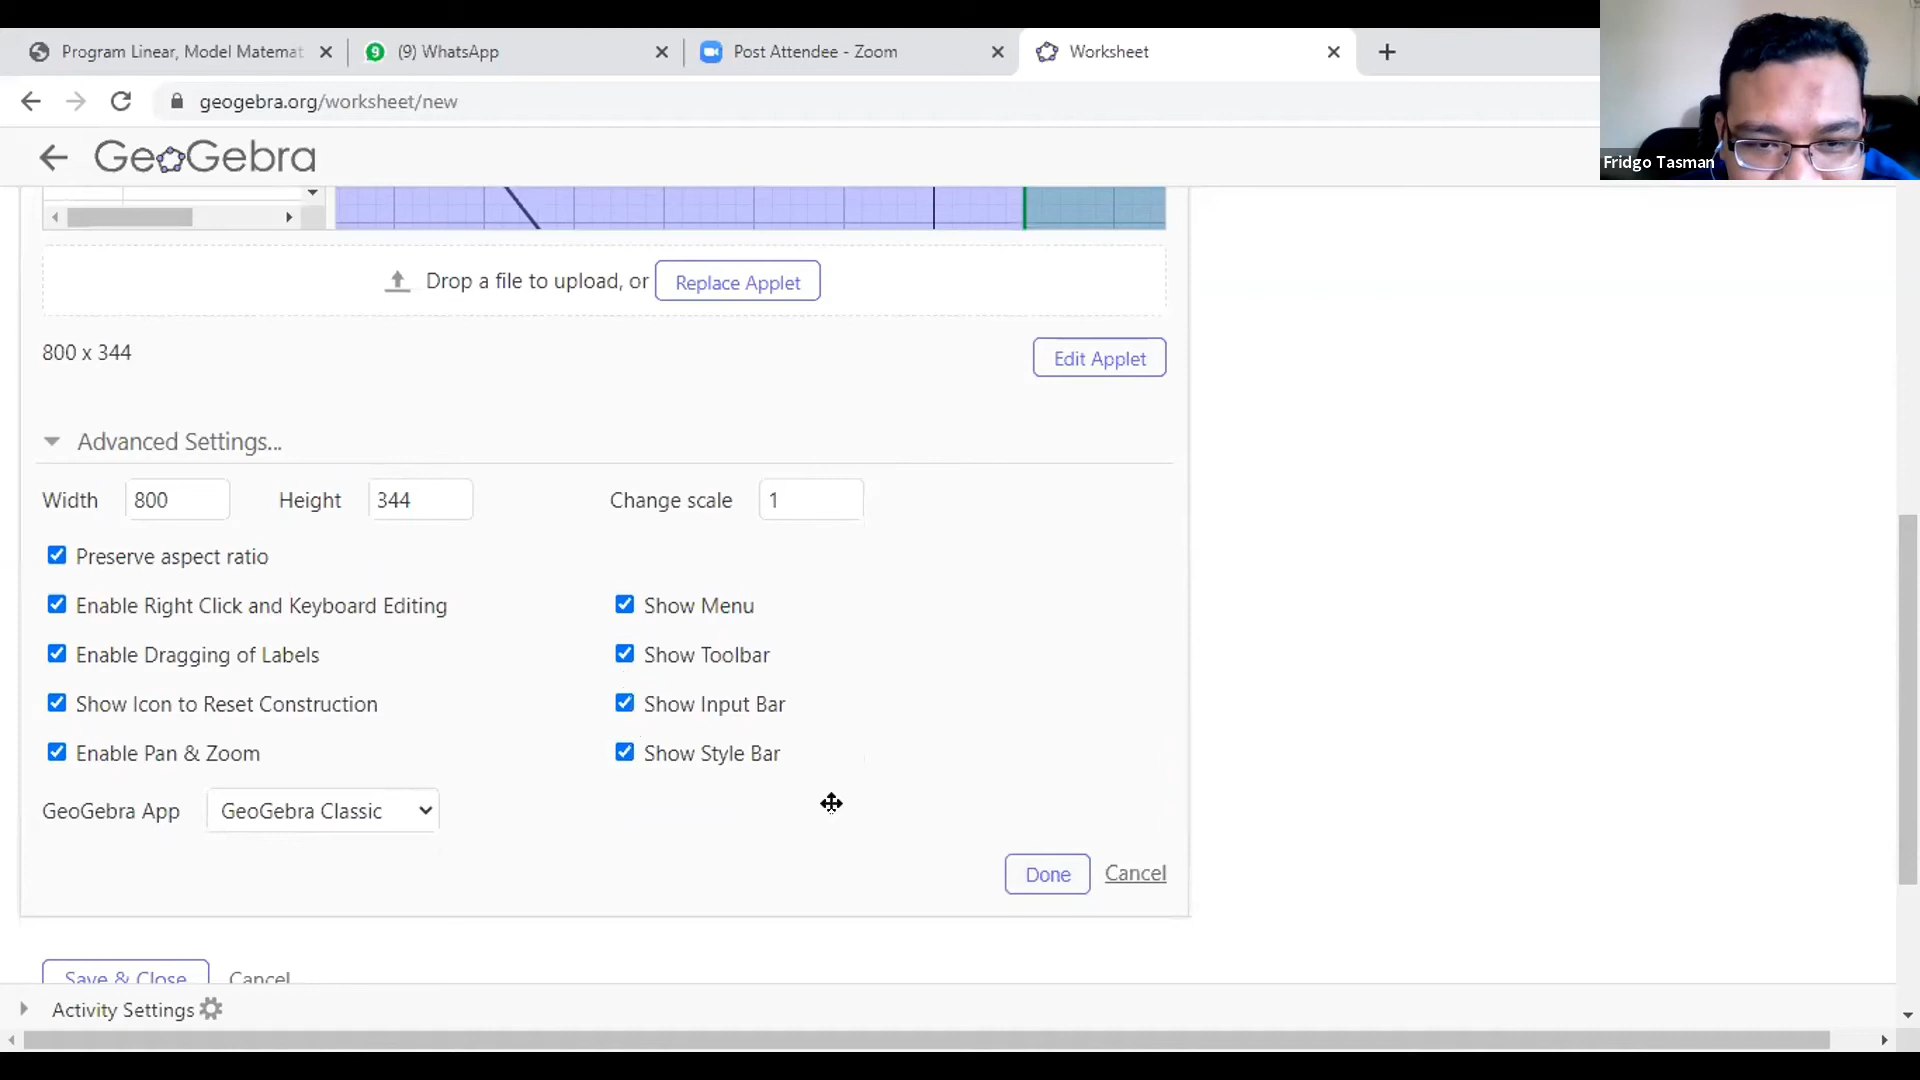 Program Linear, Model Matemat
9
(9) WhatsApp
Post Attendee - Zoom
Worksheet
geogebra.org/worksheet/new
GeoGebra
Fridgo Tasman
Drop a file to upload, or Replace Applet
800 x 344
Edit Applet
Advanced Settings...
Width 800 Height 344 Change scale 1
Preserve aspect ratio
Enable Right Click and Keyboard Editing
Show Menu
Enable Dragging of Labels
Show Toolbar
Show Icon to Reset Construction
Show Input Bar
Enable Pan & Zoom
Show Style Bar
GeoGebra App GeoGebra Classic
Done Cancel
Save & Close Cancel
Activity Settings